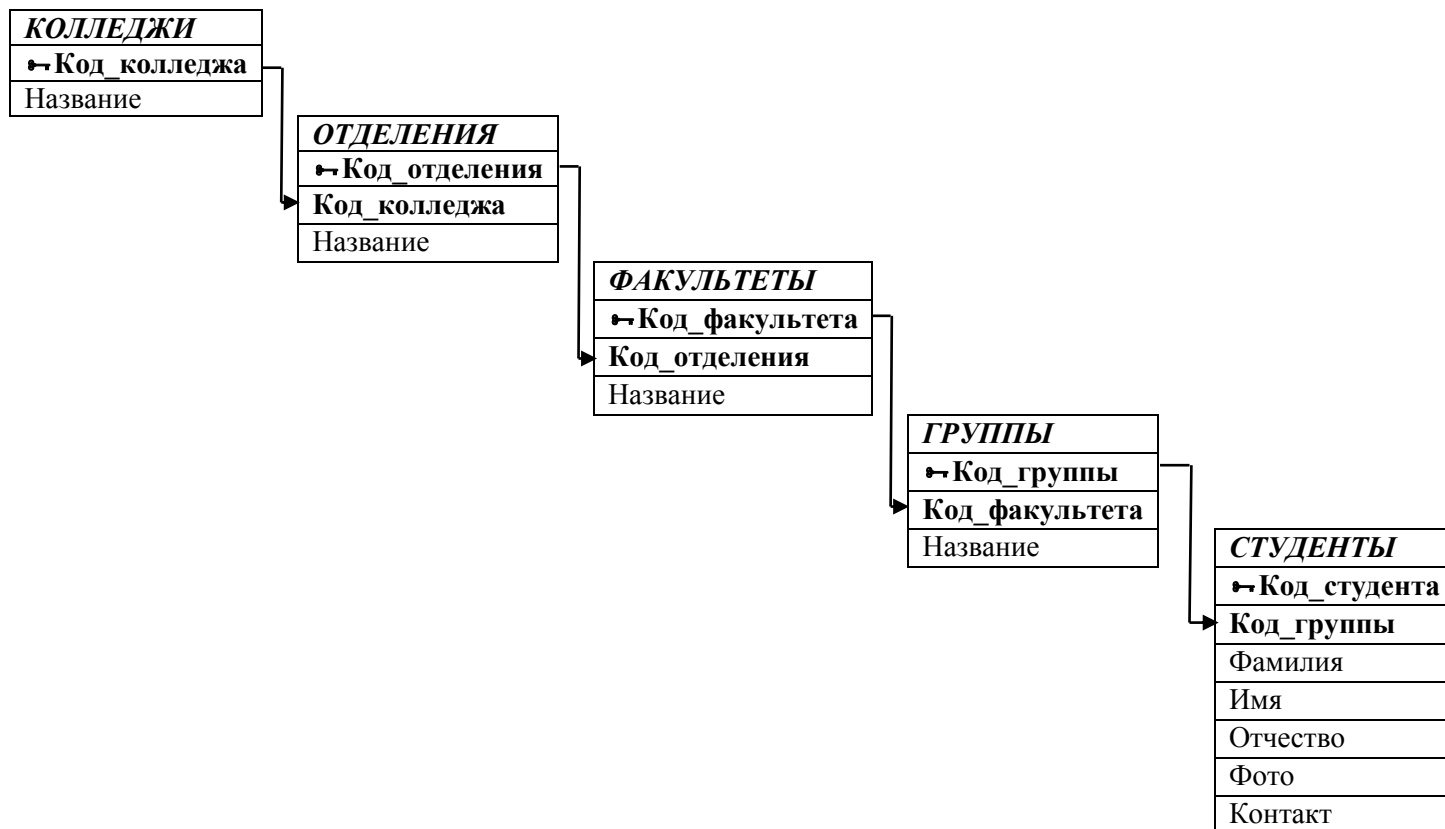 КОЛЛЕДЖИ
Код_колледжа
Название
ОТДЕЛЕНИЯ
Код_отделения
Код_колледжа
Название
ФАКУЛЬТЕТЫ
Код_факультета
Код_отделения
Название
ГРУППЫ
Код_группы
Код_факультета
Название
СТУДЕНТЫ
Код_студента
Код_группы
Фамилия
Имя
Отчество
Фото
Контакт